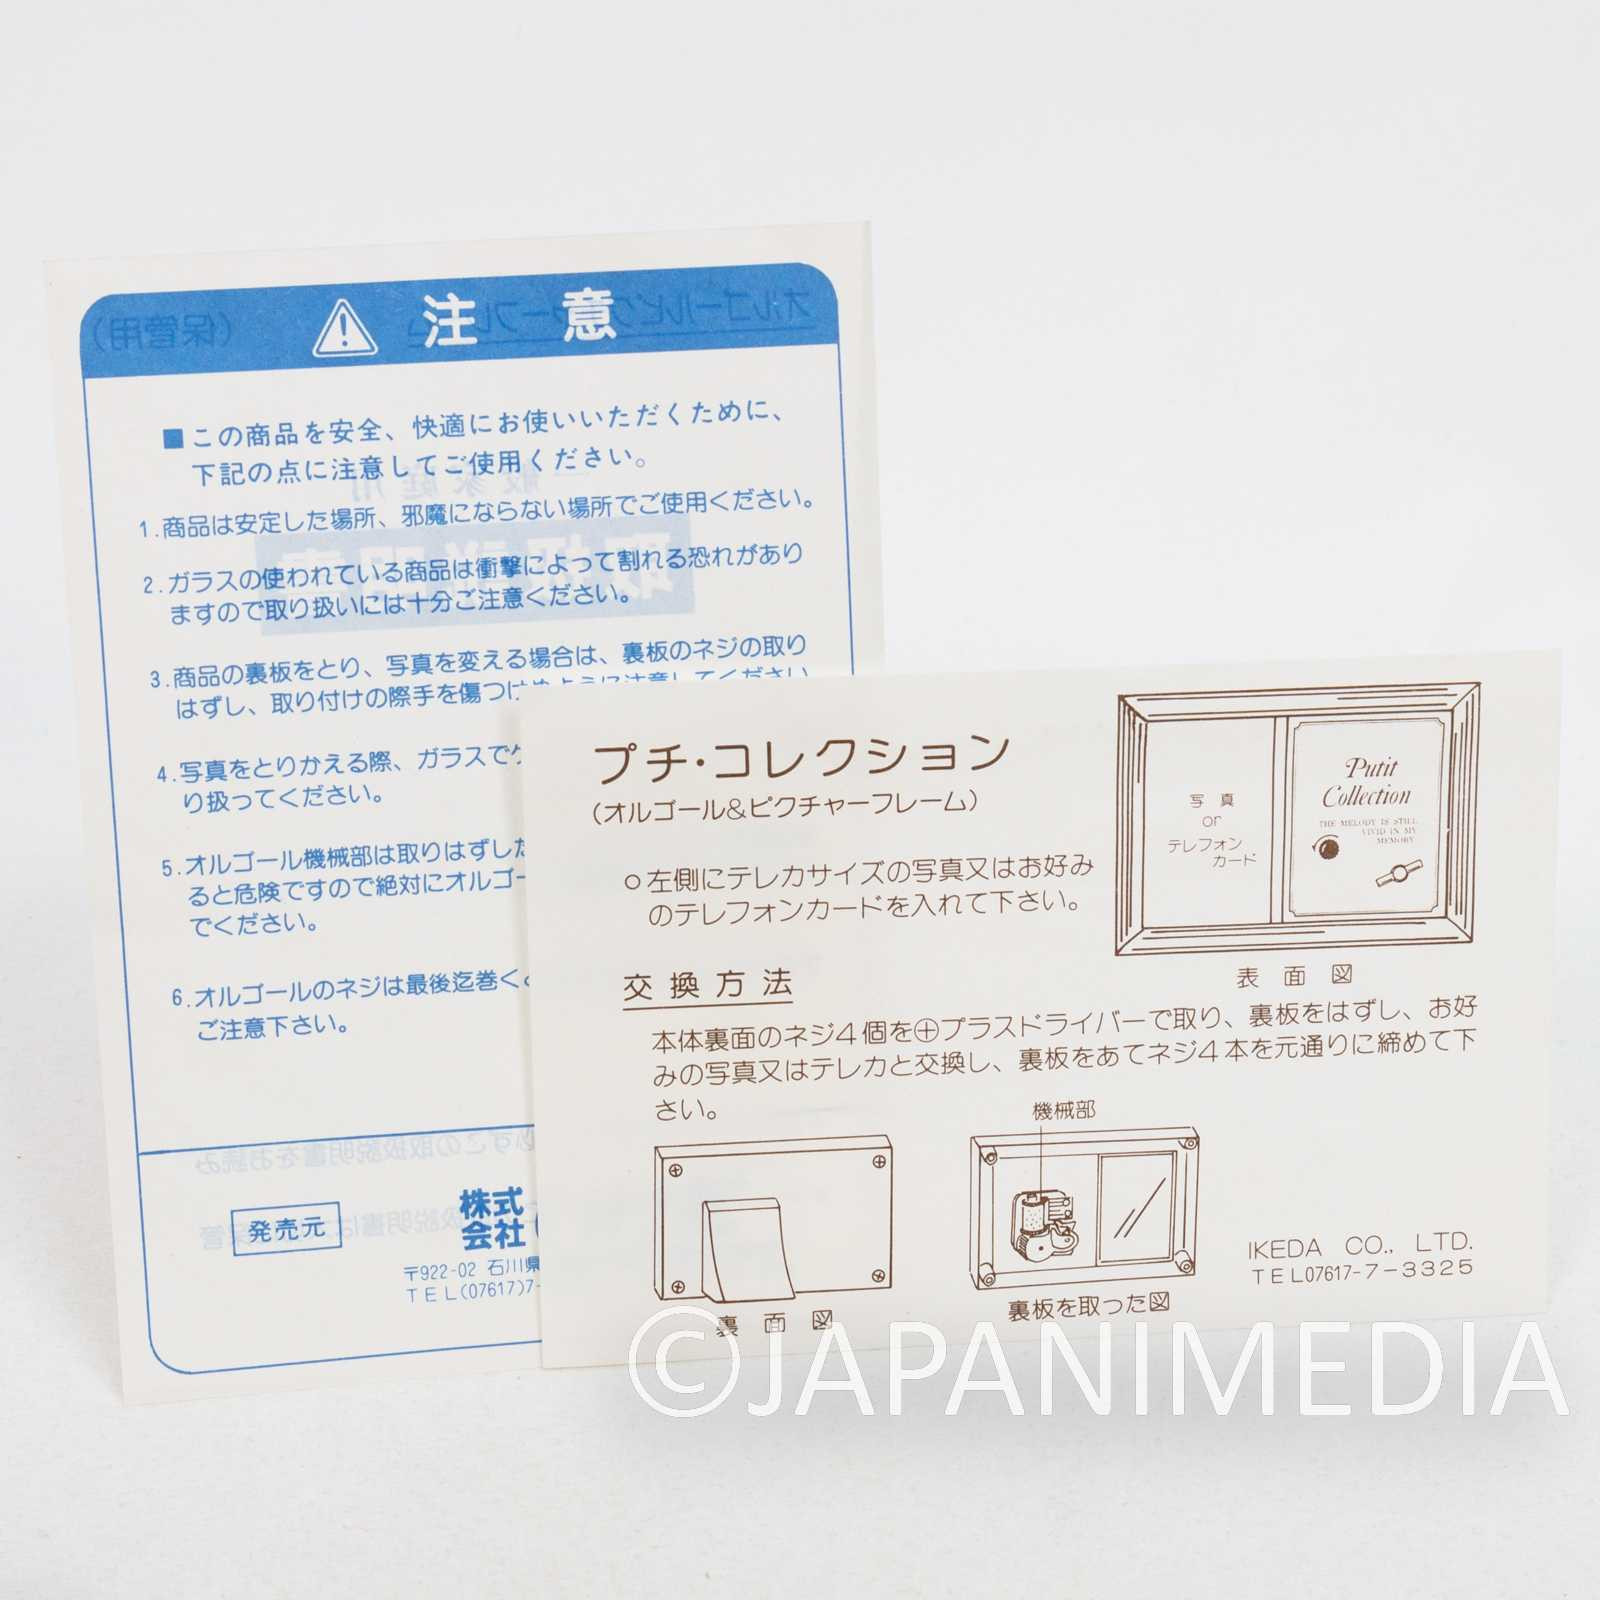 注 意
■この商品を安全、快適にお使いいただくために、
下記の点に注意してご使用ください。
1.商品は安定した場所、邪魔にならない場所でご使用ください。
2.ガラスの使われている商品は衝撃によって割れる恐れがあり
ますので取り扱いには十分ご注意ください。
3.商品の裏板をとり、写真を変える場合は、裏板のネジの取り
はずし、取り付けの際手を傷つけぬように注意してください
4.写真をとりかえる際、ガラスで
り扱ってください。
5.オルゴール機械部は取りはずした
ると危険ですので絶対にオルゴー
でください。
6.オルゴールのネジは最後迄巻く
ご注意下さい。
発売元
株式
会社
〒922-02 石川県
TEL(07617)7-
プチ・コレクション
(オルゴール&ピクチャーフレーム)
○左側にテレカサイズの写真又はお好み
のテレフォンカードを入れて下さい。
写 真
or
テレフォン
カード
Putit
Collection
THE MELODY IS STILL
VIVID IN MY
MEMORY
表 面 図
交 換 方 法
本体裏面のネジ4個を⊕プラスドライバーで取り、裏板をはずし、お好
みの写真又はテレカと交換し、裏板をあてネジ4本を元通りに締めて下
さい。
機械部
裏 面 図
裏板を取った図
IKEDA CO., LTD.
TEL07617-7-3325
©JAPANIMEDIA